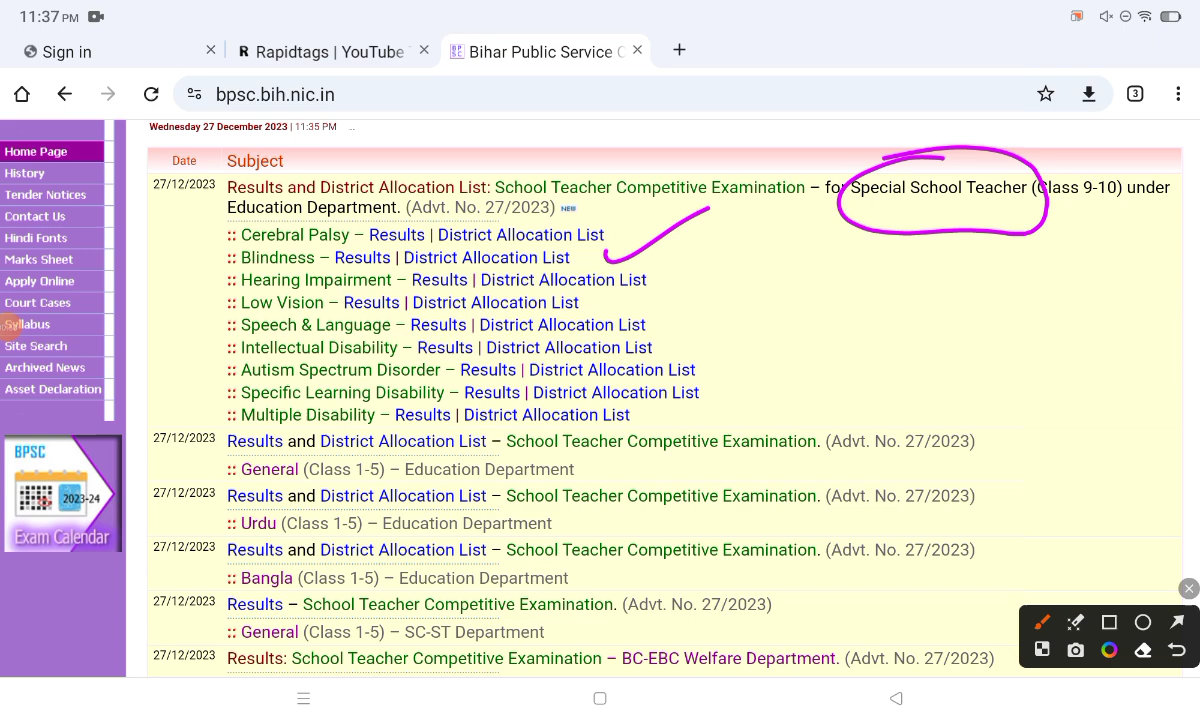 11:37 PM
Sign in
R Rapidtags | YouTube
Bihar Public Service C
bpsc.bih.nic.in
3
Wednesday 27 December 2023 | 11:35 PM ..
Home Page
History
Tender Notices
Contact Us
Hindi Fonts
Marks Sheet
Apply Online
Court Cases
Syllabus
Site Search
Archived News
Asset Declaration
BPSC
2023-24
Exam Calendar
Date Subject
27/12/2023 Results and District Allocation List: School Teacher Competitive Examination – for Special School Teacher (Class 9-10) under
Education Department. (Advt. No. 27/2023) NEW
:: Cerebral Palsy – Results | District Allocation List
:: Blindness – Results | District Allocation List
:: Hearing Impairment – Results | District Allocation List
:: Low Vision – Results | District Allocation List
:: Speech & Language – Results | District Allocation List
:: Intellectual Disability – Results | District Allocation List
:: Autism Spectrum Disorder – Results | District Allocation List
:: Specific Learning Disability – Results | District Allocation List
:: Multiple Disability – Results | District Allocation List
27/12/2023 Results and District Allocation List – School Teacher Competitive Examination. (Advt. No. 27/2023)
:: General (Class 1-5) – Education Department
27/12/2023 Results and District Allocation List – School Teacher Competitive Examination. (Advt. No. 27/2023)
:: Urdu (Class 1-5) – Education Department
27/12/2023 Results and District Allocation List – School Teacher Competitive Examination. (Advt. No. 27/2023)
:: Bangla (Class 1-5) – Education Department
27/12/2023 Results – School Teacher Competitive Examination. (Advt. No. 27/2023)
:: General (Class 1-5) – SC-ST Department
27/12/2023 Results: School Teacher Competitive Examination – BC-EBC Welfare Department. (Advt. No. 27/2023)